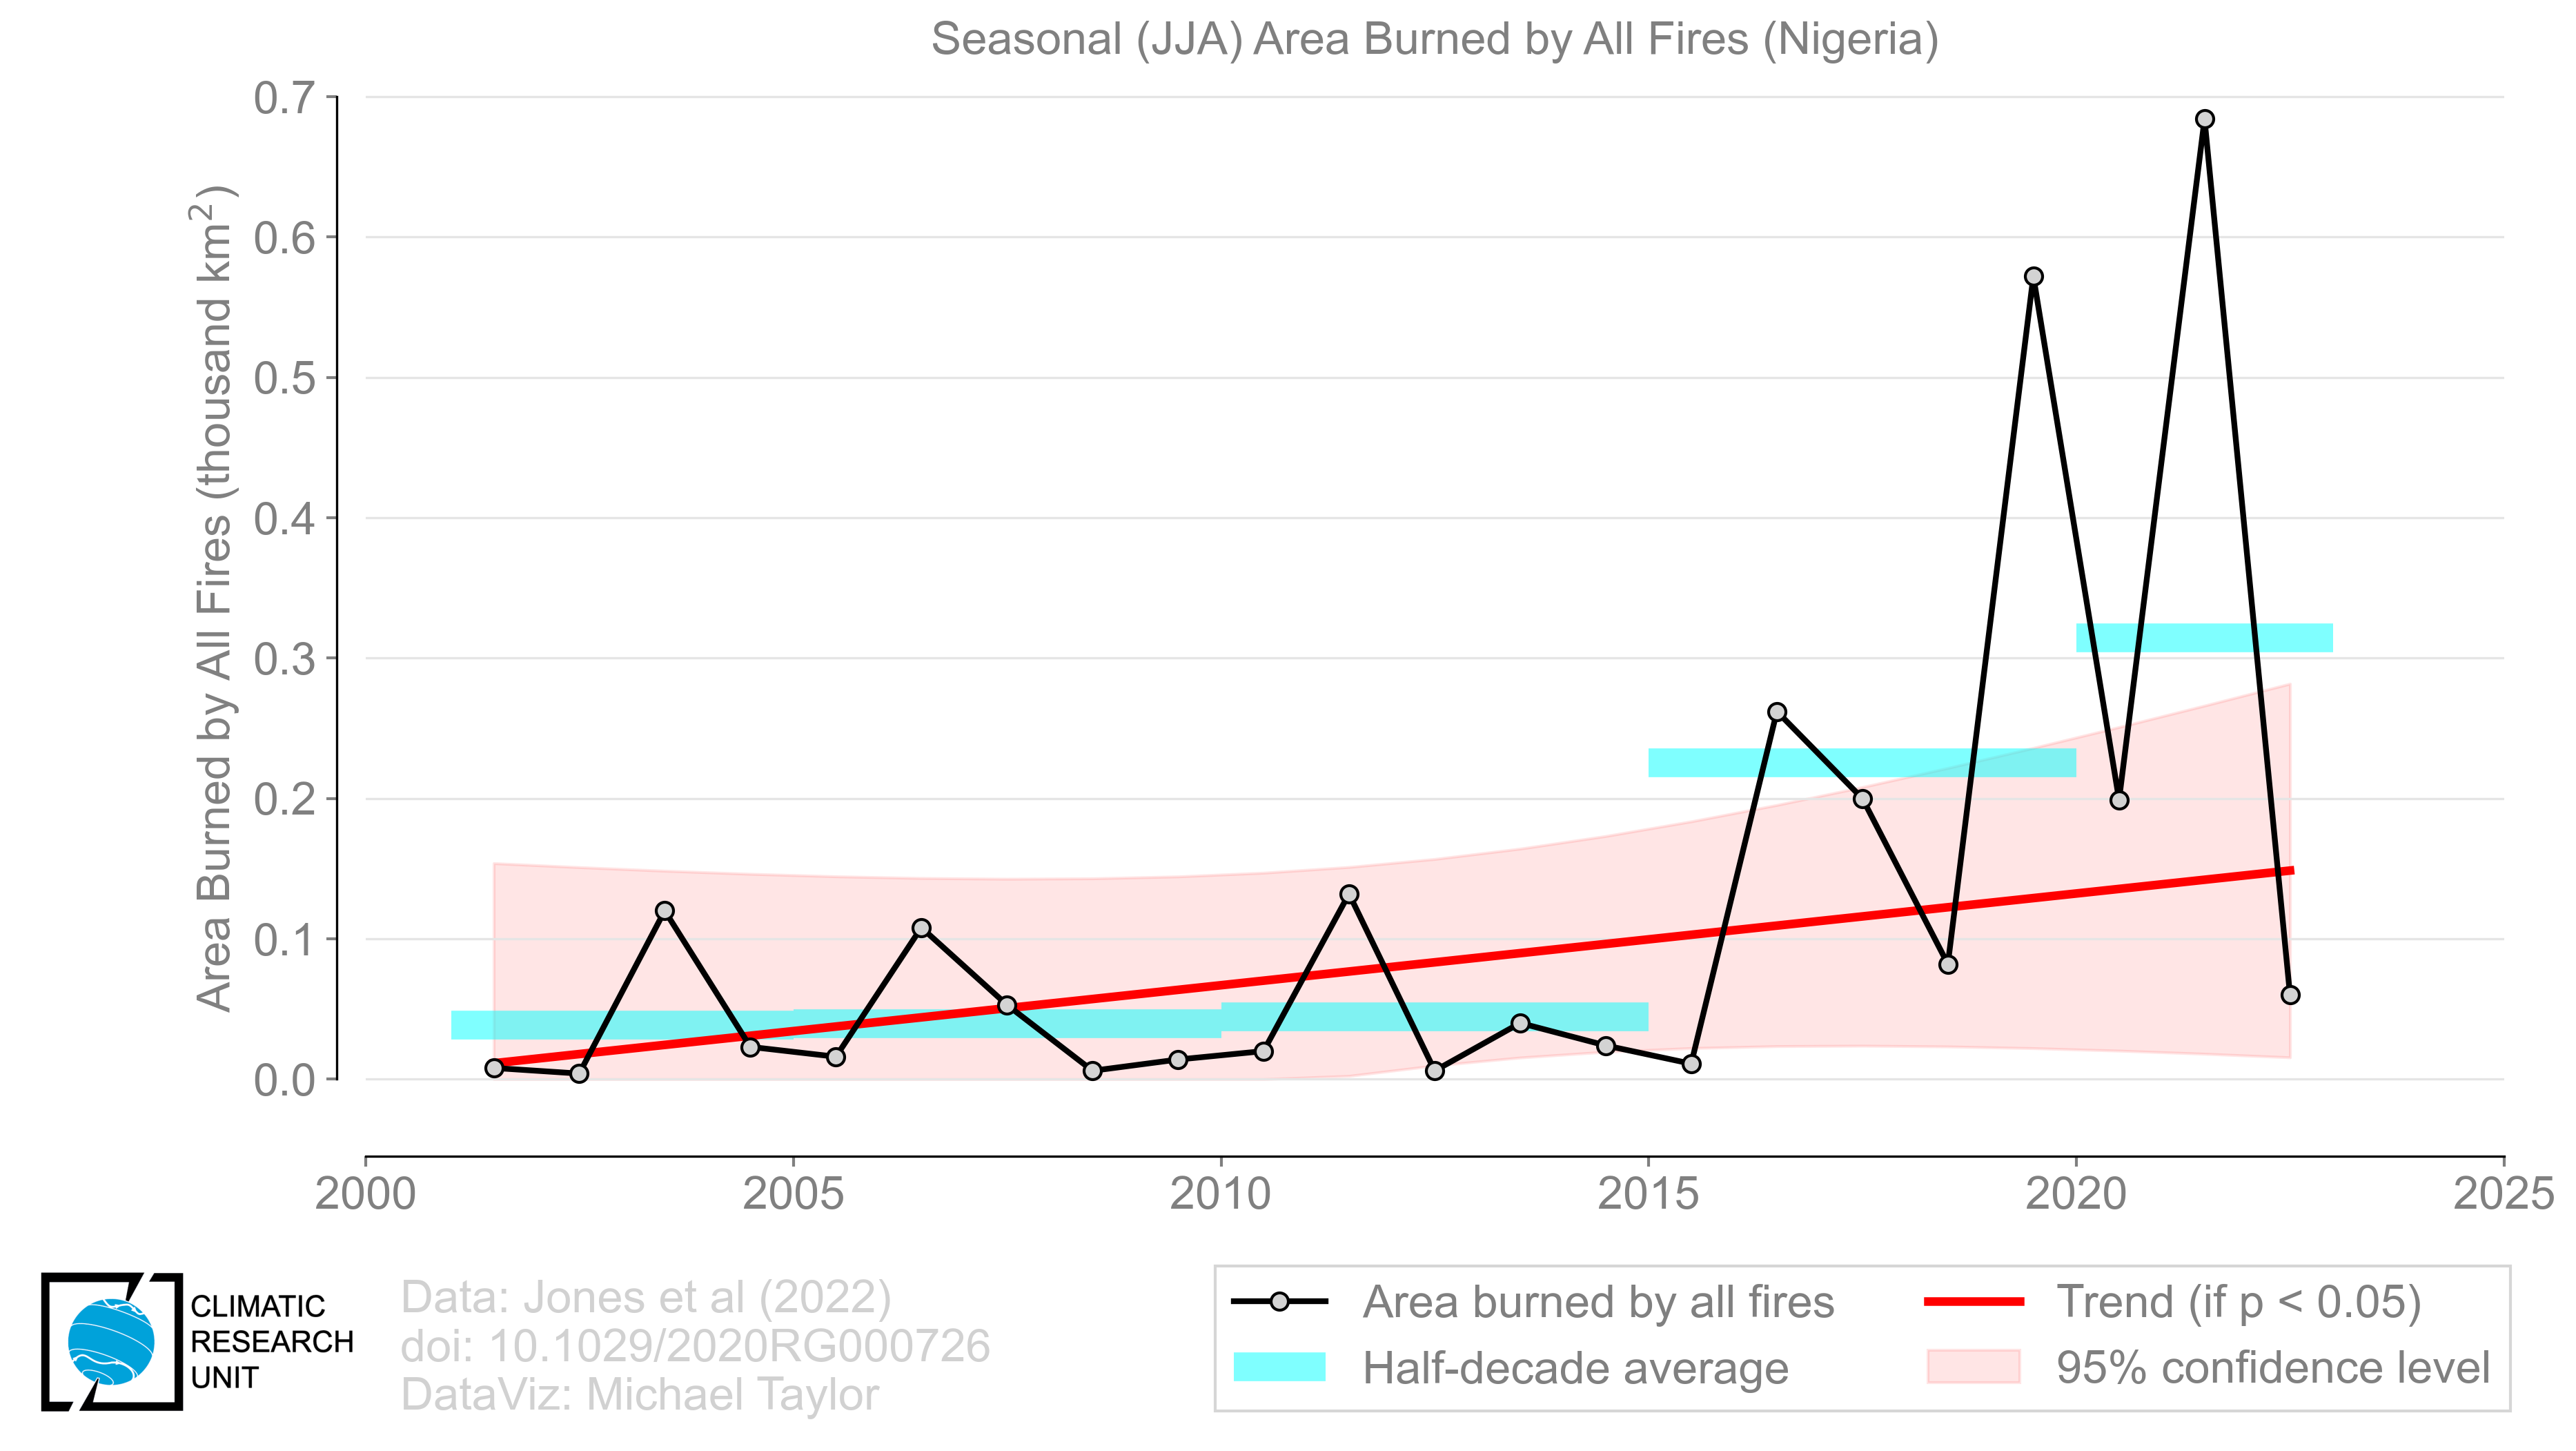 Seasonal (JJA) Area Burned by All Fires (Nigeria)
Area Burned by All Fires (thousand km²)
0.7
0.6
0.5
0.4
0.3
0.2
0.1
0.0
2000 2005 2010 2015 2020 2025
CLIMATIC
RESEARCH
UNIT
Data: Jones et al (2022)
doi: 10.1029/2020RG000726
DataViz: Michael Taylor
Area burned by all fires
Half-decade average
Trend (if p < 0.05)
95% confidence level